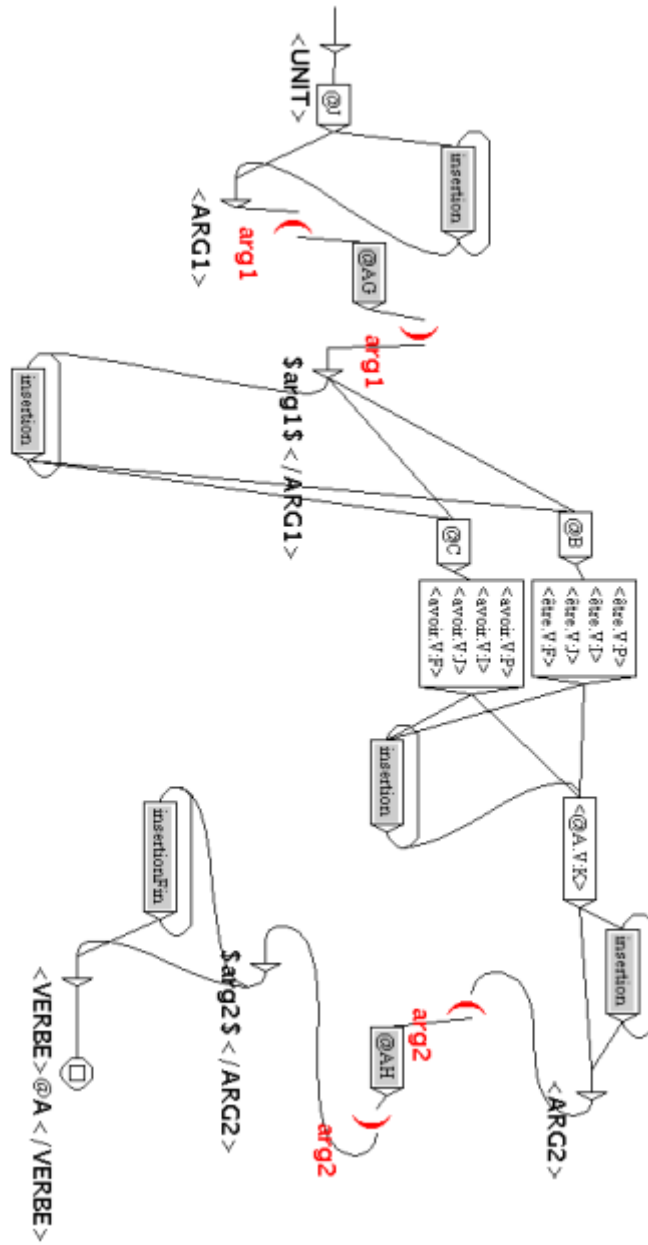 <UNIT>
@J
insertion
<ARG1>
arg1
(
@AG
)
arg1
$arg1$ </ARG1>
insertion
@B
@C
<être.V:P>
<être.V:I>
<être.V:J>
<être.V:F>
<avoir.V:P>
<avoir.V:I>
<avoir.V:J>
<avoir.V:F>
insertion
<@A.V:K>
insertion
<ARG2>
(
arg2
@AH
)
arg2
$arg2$ </ARG2>
insertionFin
<VERBE>@A</VERBE>